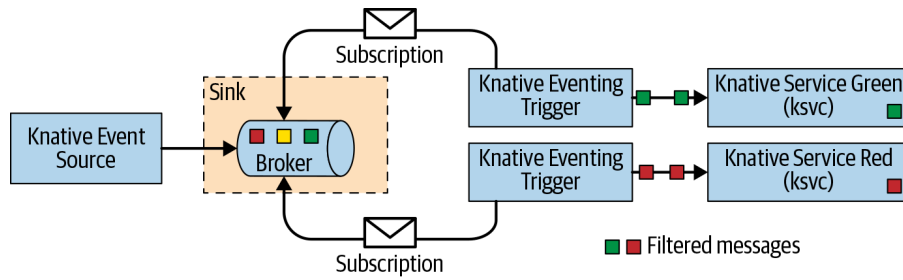 Subscription
Sink
Knative Event
Source
Broker
Knative Eventing
Trigger
Knative Service Green
(ksvc)
Knative Eventing
Trigger
Knative Service Red
(ksvc)
Subscription
Filtered messages